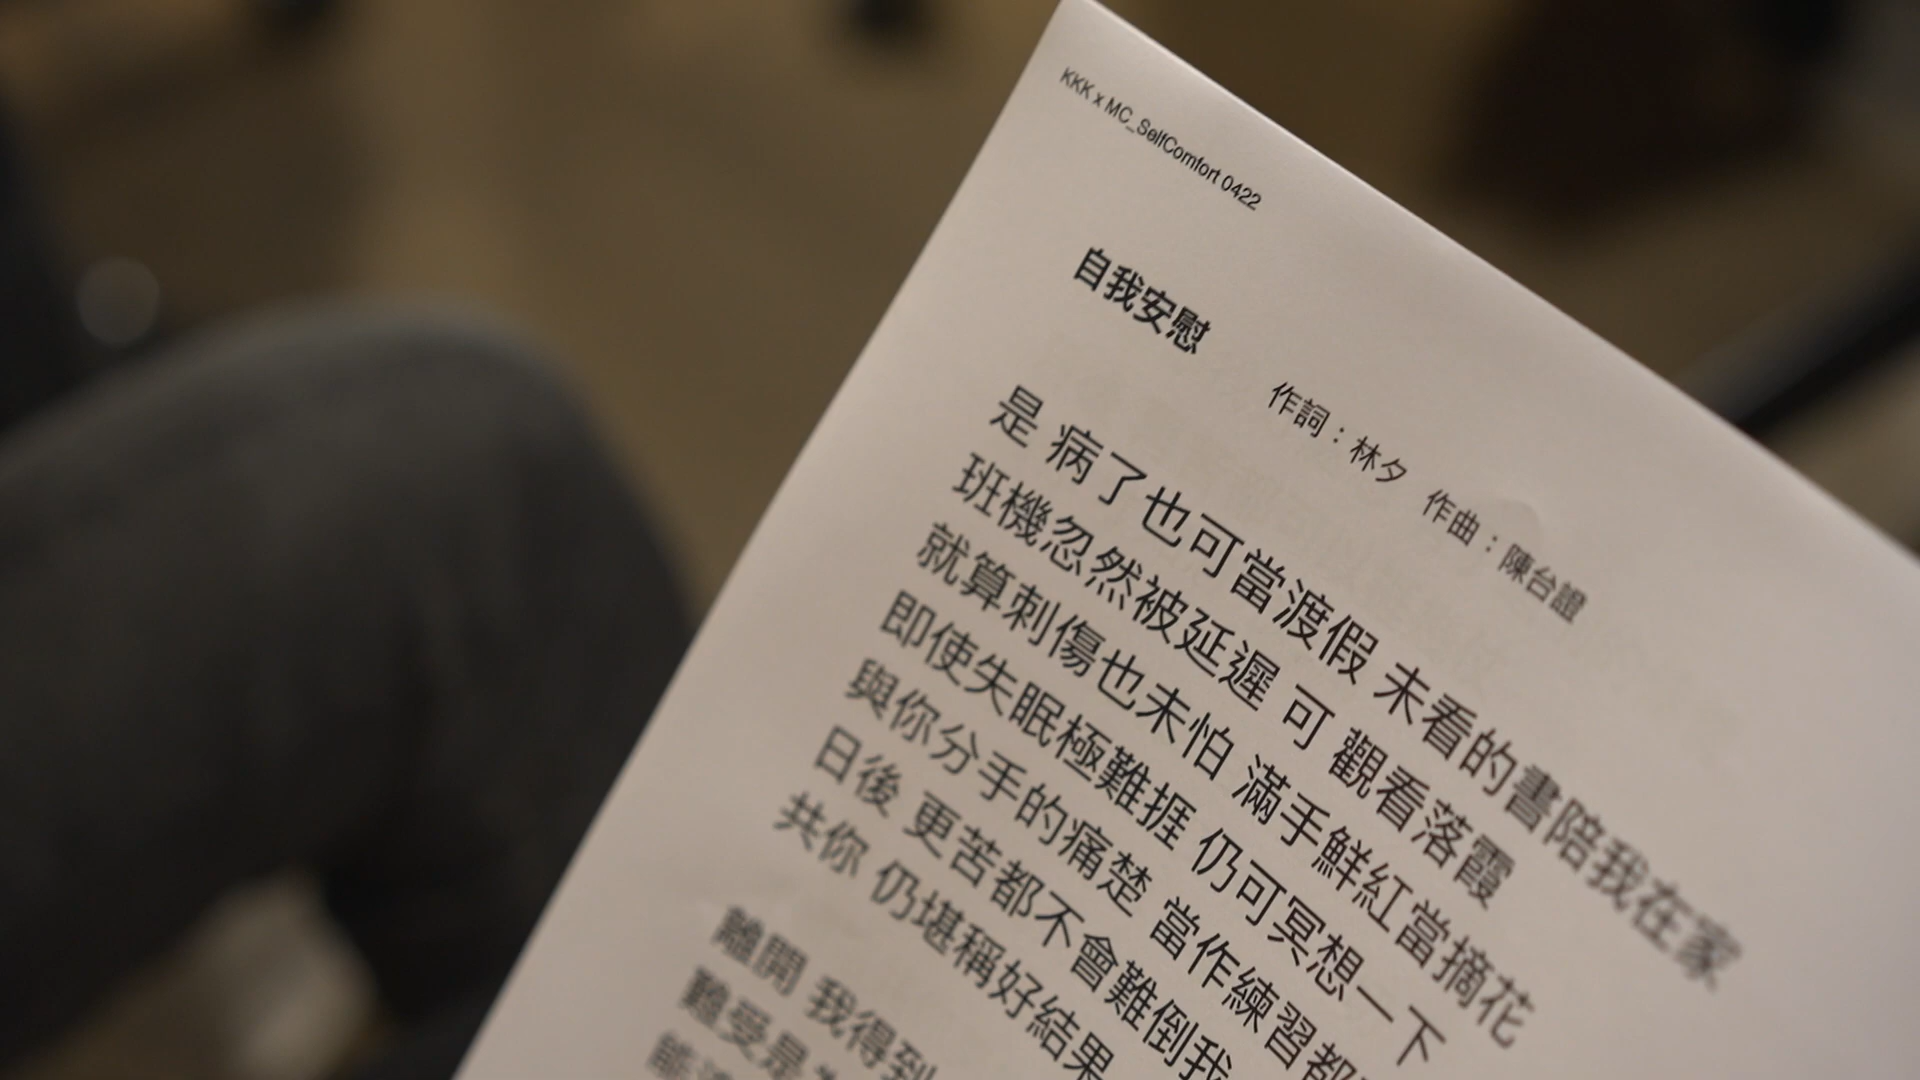 KKK x MC_SelfComfort 0422
自我安慰
作詞：林夕 作曲：陳台證
是 病了也可當渡假 未看的書陪我在家
班機忽然被延遲 可 觀看落霞
就算刺傷也未怕 滿手鮮紅當摘花
即使失眠極難捱 仍可冥想一下
與你分手的痛楚 當作練習都
日後 更苦都不會難倒我
共你 仍堪稱好結果
離開 我得到
難受是